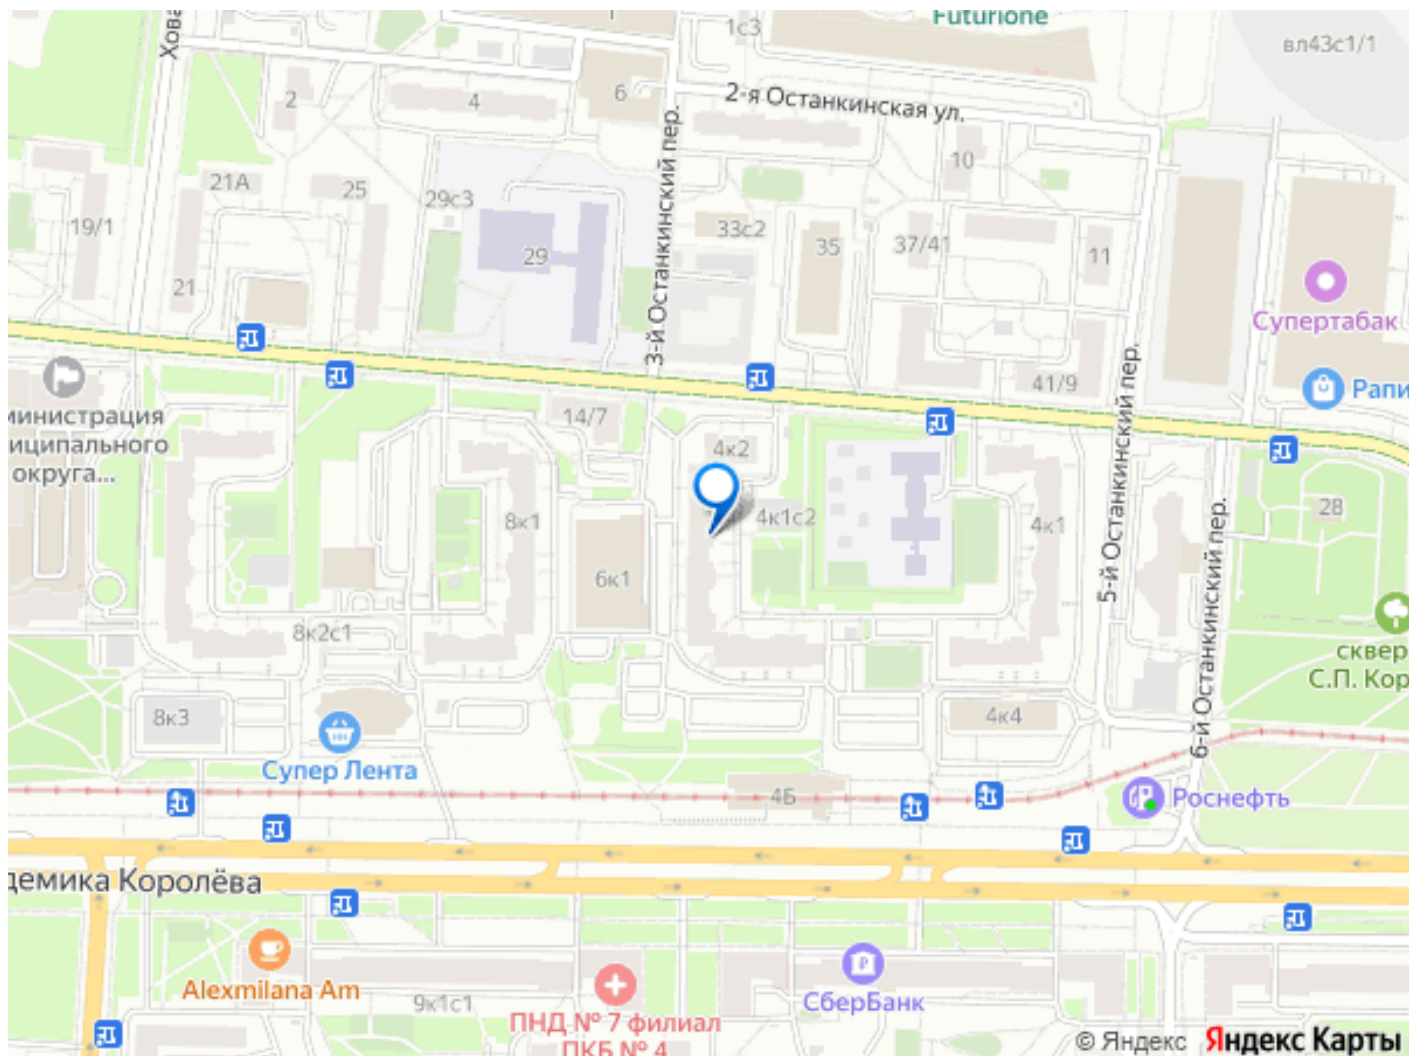 Futurione
1с3
вл43с1/1
Хова
2
4
6
2-я Останкинская ул.
10
21А
25
29с3
3-й Останкинский пер.
19/1
33с2
35
37/41
11
29
21
Супертабак
41/9
Рапи
министрация
иципального
округа...
14/7
4к2
8к1
4к1с2
4к1
28
5-й Останкинский пер.
6-й Останкинский пер.
6к1
8к2с1
сквер
С.П. Кор
8к3
4к4
Супер Лента
4Б
Роснефть
демика Королёва
Alexmilana Am
9к1с1
СберБанк
ПНД № 7 филиал
ПКБ № 4
© Яндекс Яндекс Карты